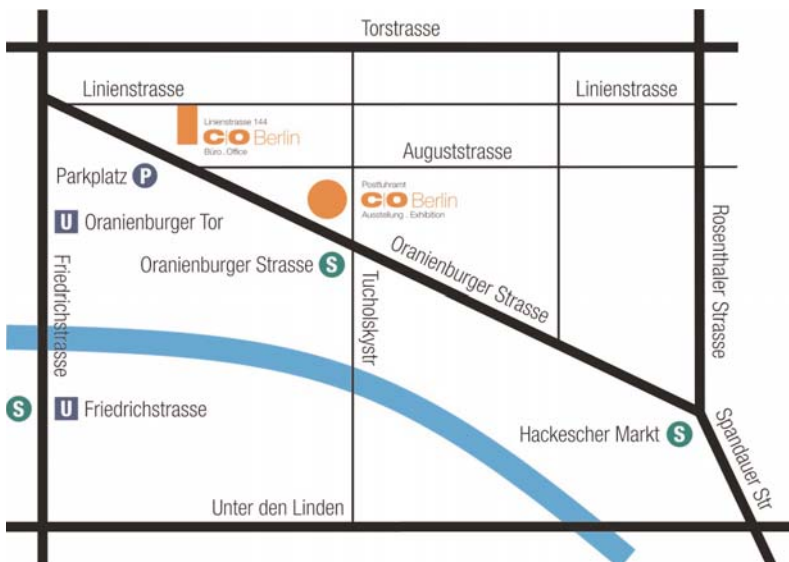 Torstrasse
Linienstrasse
Linienstrasse
Linienstrasse 144
C|O Berlin
Büro . Office
Auguststrasse
Parkplatz P
Postfuhramt
C|O Berlin
Ausstellung . Exhibition
U Oranienburger Tor
Oranienburger Strasse S
Oranienburger Strasse
Rosenthaler Strasse
Friedrichstrasse
Tucholskystr
S U Friedrichstrasse
Hackescher Markt S
Spandauer Str
Unter den Linden